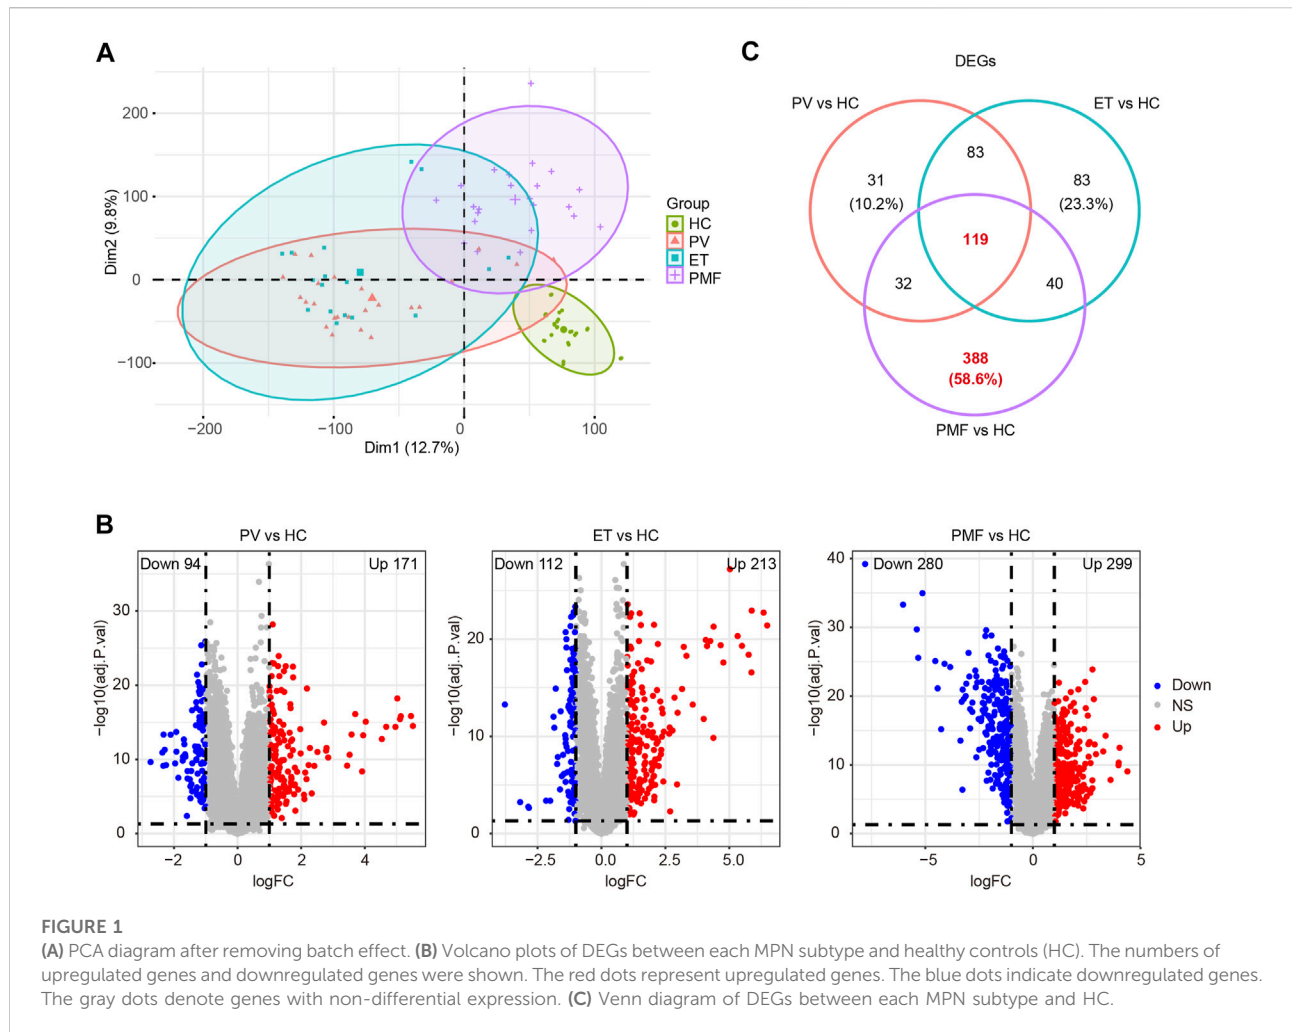 A
200
100
0
−100
−200
−100
0
100
Dim2 (9.8%)
Dim1 (12.7%)
Group
HC
PV
ET
PMF
C
DEGs
PV vs HC
ET vs HC
83
31
(10.2%)
83
(23.3%)
119
32
40
388
(58.6%)
PMF vs HC
B
PV vs HC
Down 94
Up 171
30
20
10
0
−2
0
2
4
−log10(adj.P.val)
logFC
ET vs HC
Down 112
Up 213
20
10
0
−2.5
0.0
2.5
5.0
−log10(adj..P.val)
logFC
PMF vs HC
Down 280
Up 299
40
30
20
10
0
−5
0
5
−log10(adj.P.val)
logFC
Down
NS
Up
FIGURE 1
(A) PCA diagram after removing batch effect. (B) Volcano plots of DEGs between each MPN subtype and healthy controls (HC). The numbers of
upregulated genes and downregulated genes were shown. The red dots represent upregulated genes. The blue dots indicate downregulated genes.
The gray dots denote genes with non-differential expression. (C) Venn diagram of DEGs between each MPN subtype and HC.